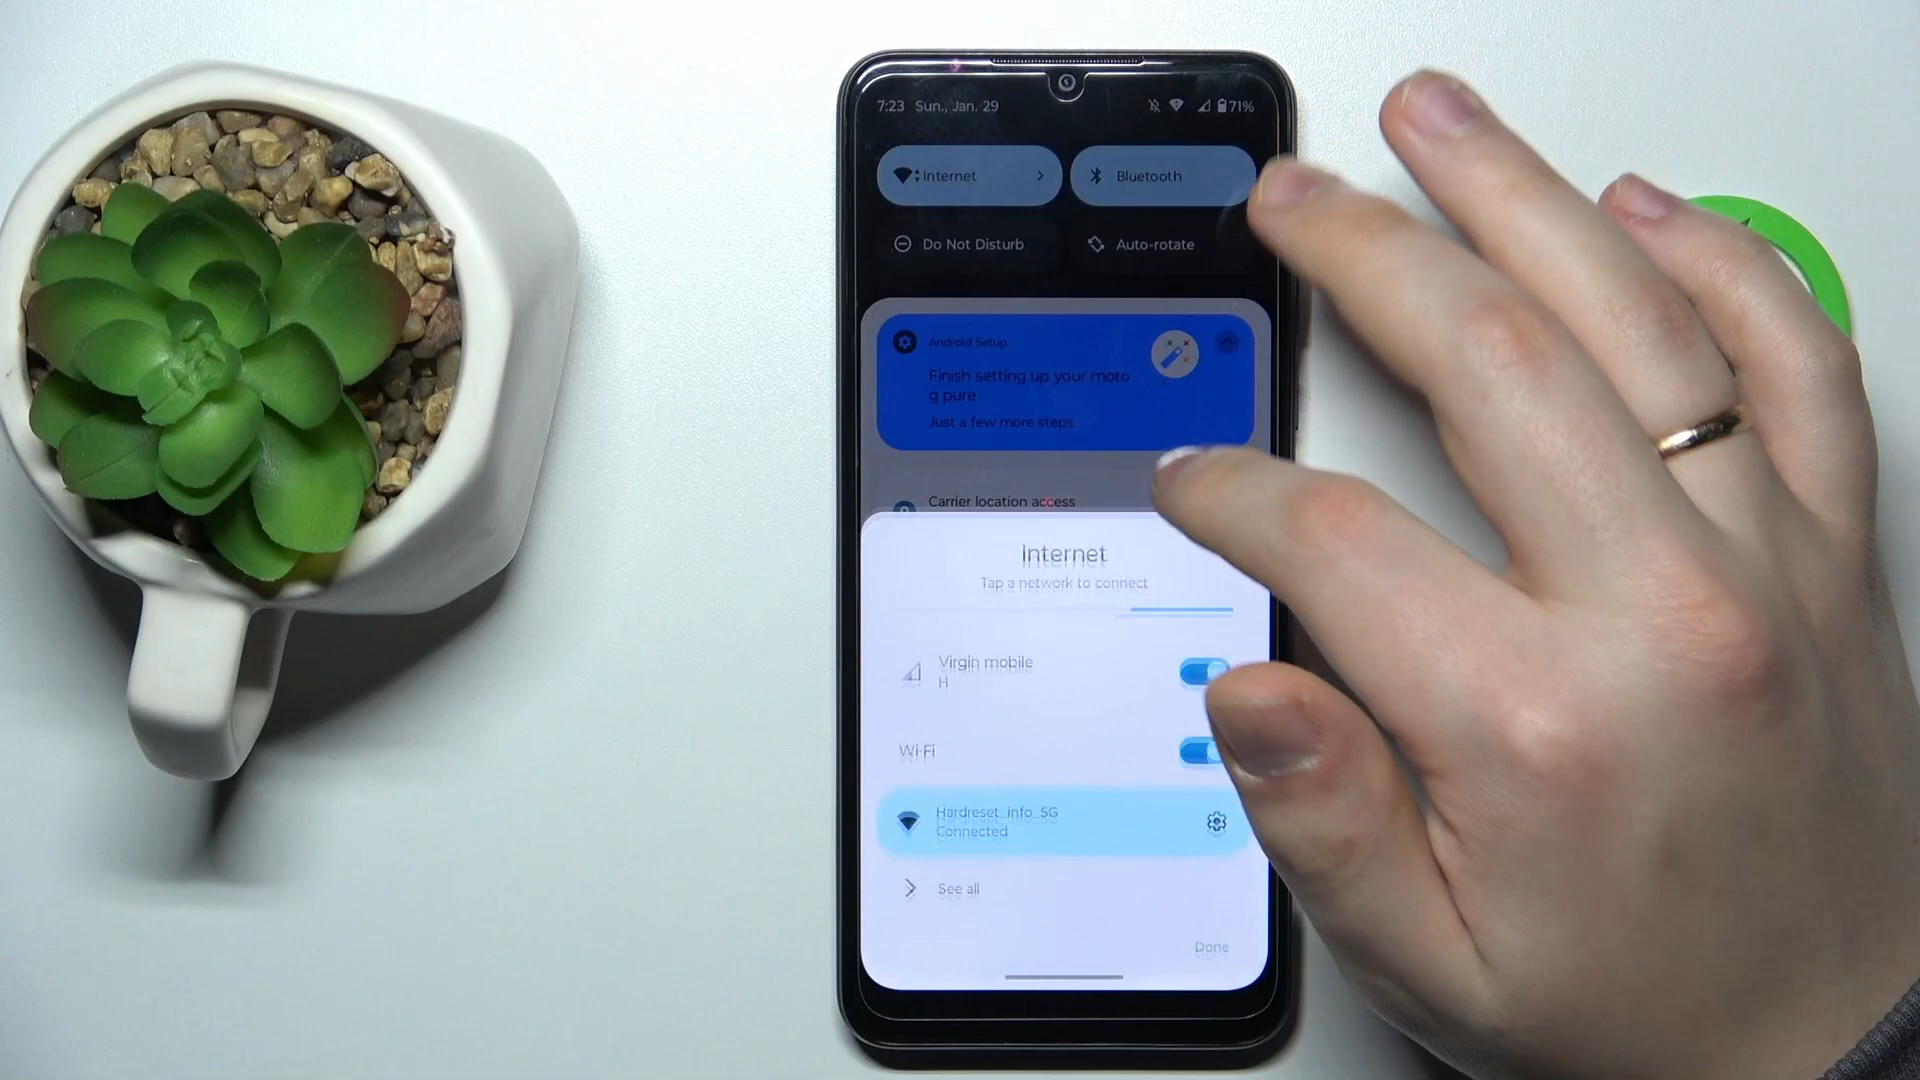 7:23 Sun., Jan. 29 71%
Internet
Bluetooth
Do Not Disturb
Auto-rotate
Android Setup
Finish setting up your moto
g pure
Just a few more steps
Carrier location access
Internet
Tap a network to connect
Virgin mobile
H
Wi-Fi
Hardreset_info_5G
Connected
See all
Done